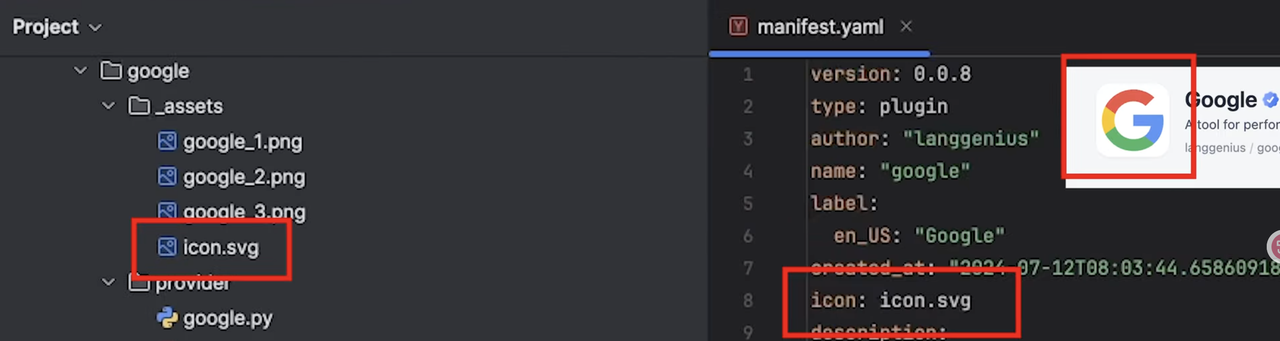 Project
google
_assets
google_1.png
google_2.png
google_3.png
icon.svg
provider
google.py
manifest.yaml
1 version: 0.0.8
2 type: plugin
3 author: "langgenius"
4 name: "google"
5 label:
6 en_US: "Google"
7 created_at: "2024-07-12T08:03:44.65860918
8 icon: icon.svg
9 description:
Google
A tool for perfor
langgenius / goo